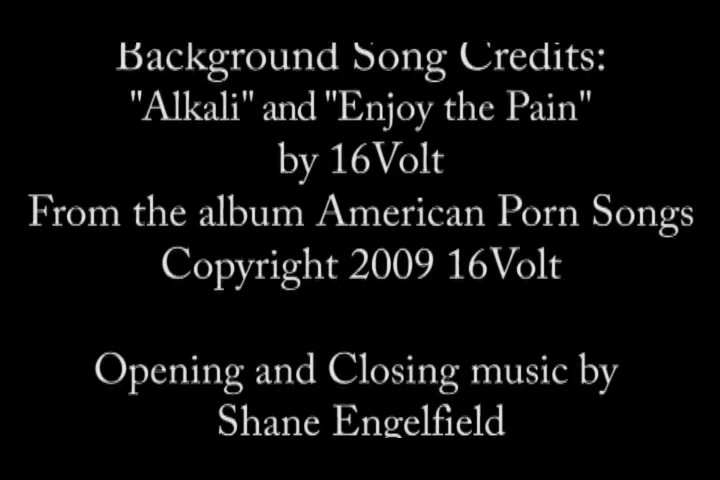 Background Song Credits:
"Alkali" and "Enjoy the Pain"
by 16Volt
From the album American Porn Songs
Copyright 2009 16Volt
Opening and Closing music by
Shane Engelfield